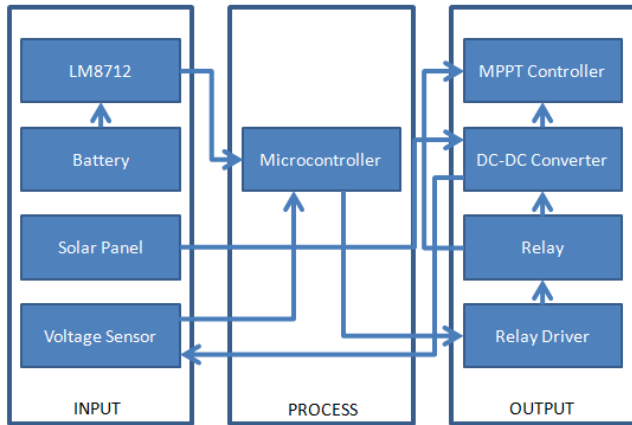 LM8712
Battery
Solar Panel
Voltage Sensor
INPUT
Microcontroller
PROCESS
MPPT Controller
DC-DC Converter
Relay
Relay Driver
OUTPUT